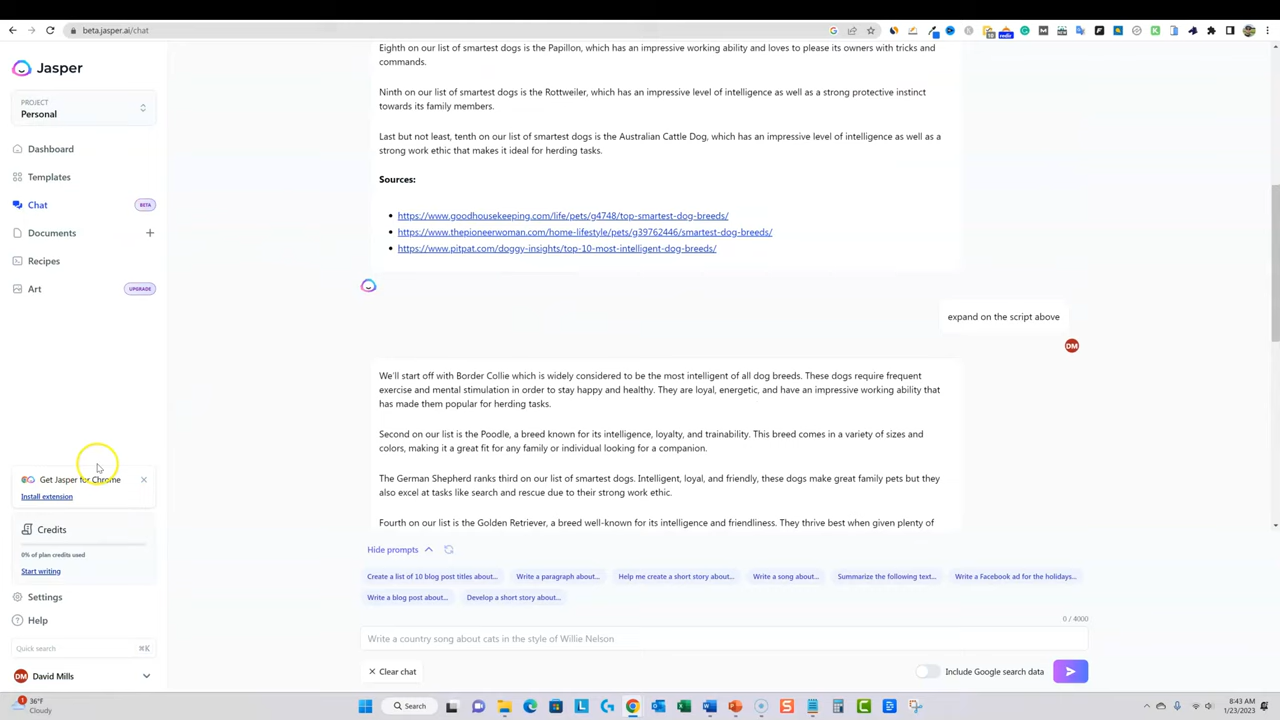 beta.jasper.ai/chat
Jasper
PROJECT
Personal
Dashboard
Templates
Chat
BETA
Documents
Recipes
Art
UPGRADE
Get Jasper for Chrome
Install extension
Credits
0% of plan credits used
Start writing
Settings
Help
Quick search
⌘K
DM
David Mills
Eighth on our list of smartest dogs is the Papillon, which has an impressive working ability and loves to please its owners with tricks and
commands.
Ninth on our list of smartest dogs is the Rottweiler, which has an impressive level of intelligence as well as a strong protective instinct
towards its family members.
Last but not least, tenth on our list of smartest dogs is the Australian Cattle Dog, which has an impressive level of intelligence as well as a
strong work ethic that makes it ideal for herding tasks.
Sources:
https://www.goodhousekeeping.com/life/pets/g4748/top-smartest-dog-breeds/
https://www.thepioneerwoman.com/home-lifestyle/pets/g39762446/smartest-dog-breeds/
https://www.pitpat.com/doggy-insights/top-10-most-intelligent-dog-breeds/
expand on the script above
DM
We'll start off with Border Collie which is widely considered to be the most intelligent of all dog breeds. These dogs require frequent
exercise and mental stimulation in order to stay happy and healthy. They are loyal, energetic, and have an impressive working ability that
has made them popular for herding tasks.
Second on our list is the Poodle, a breed known for its intelligence, loyalty, and trainability. This breed comes in a variety of sizes and
colors, making it a great fit for any family or individual looking for a companion.
The German Shepherd ranks third on our list of smartest dogs. Intelligent, loyal, and friendly, these dogs make great family pets but they
also excel at tasks like search and rescue due to their strong work ethic.
Fourth on our list is the Golden Retriever, a breed well-known for its intelligence and friendliness. They thrive best when given plenty of
Hide prompts
Create a list of 10 blog post titles about...
Write a paragraph about...
Help me create a short story about...
Write a song about...
Summarize the following text...
Write a Facebook ad for the holidays...
Write a blog post about...
Develop a short story about...
0 / 4000
Write a country song about cats in the style of Willie Nelson
Clear chat
Include Google search data
36°F
Cloudy
Search
8:43 AM
1/23/2023